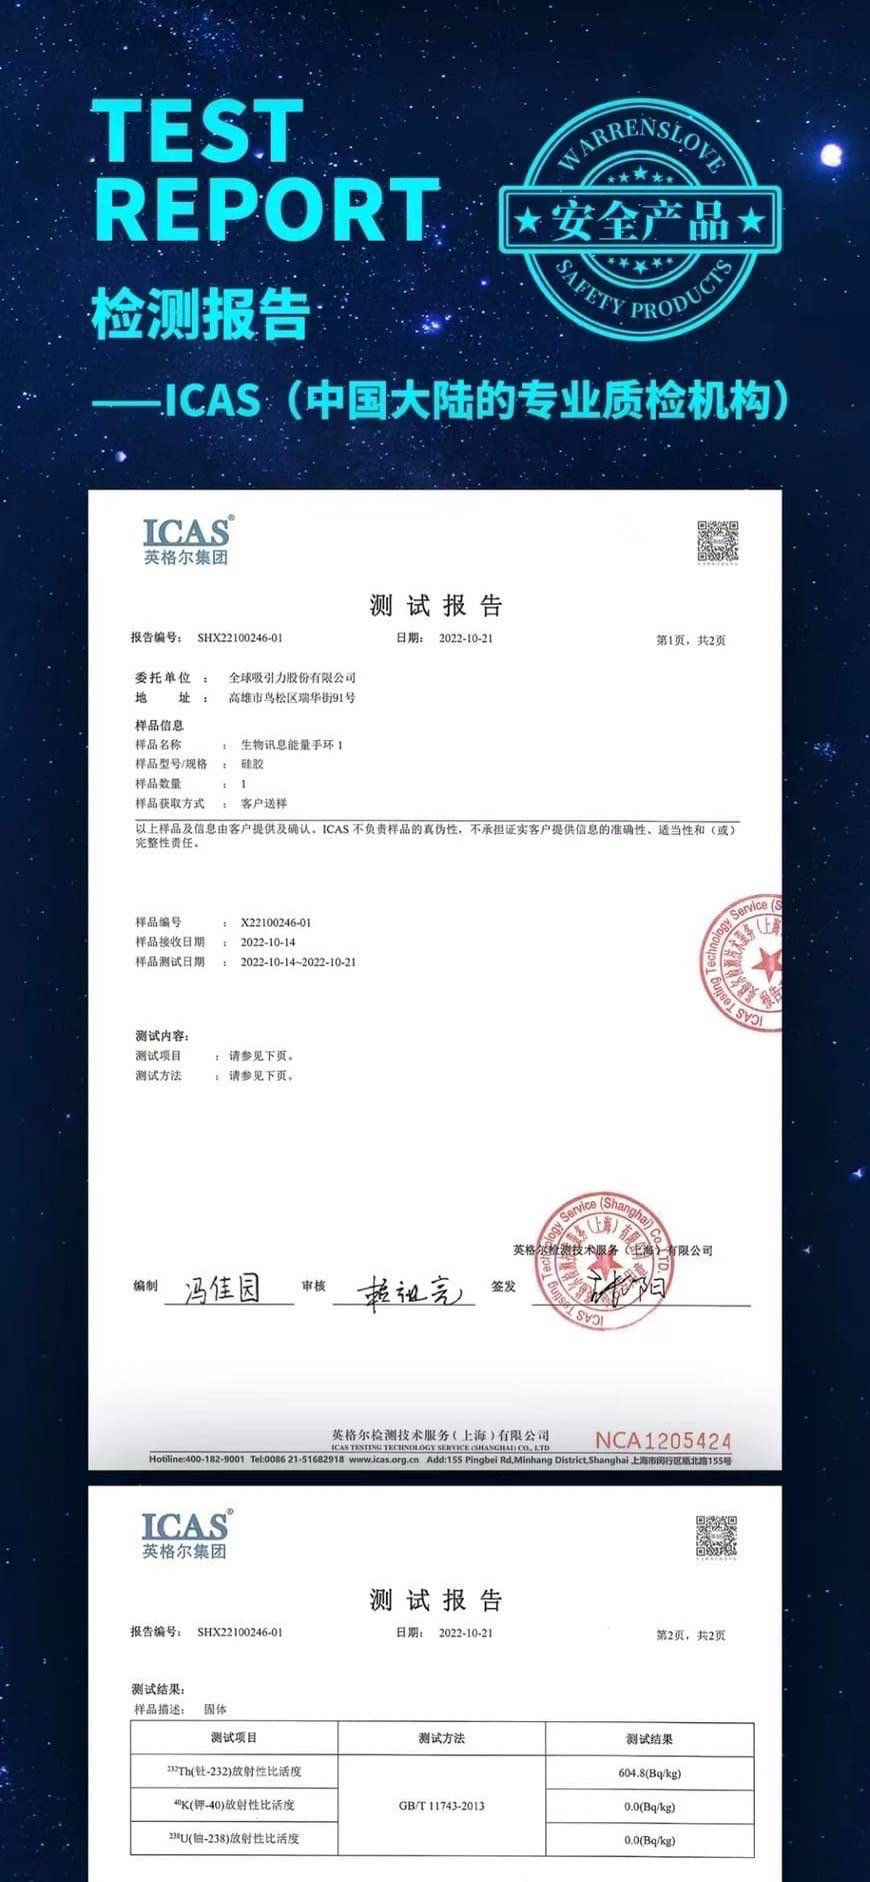 TEST
REPORT
WARRENSLOVE
安全产品
SAFETY PRODUCTS
检测报告
——ICAS（中国大陆的专业质检机构）
ICAS®
英格尔集团
测试报告
报告编号： SHX22100246-01 日期： 2022-10-21 第1页，共2页
委托单位 ： 全球吸引力股份有限公司
地 址 ： 高雄市鸟松区瑞华街91号
样品信息
样品名称 ： 生物讯息能量手环 1
样品型号/规格 ： 硅胶
样品数量 ： 1
样品获取方式 ： 客户送样
以上样品及信息由客户提供及确认。ICAS 不负责样品的真伪性，不承担证实客户提供信息的准确性、适当性和（或）
完整性责任。
样品编号 ： X22100246-01
样品接收日期 ： 2022-10-14
样品测试日期 ： 2022-10-14~2022-10-21
测试内容：
测试项目 ： 请参见下页。
测试方法 ： 请参见下页。
ICAS Testing Technology Service (Shanghai) Co.,LTD.
英格尔检测技术服务（上海）有限公司
编制 冯佳园 审核 赖祖亮 签发
英格尔检测技术服务（上海）有限公司
ICAS TESTING TECHNOLOGY SERVICE (SHANGHAI) CO., LTD
NCA1205424
Hotiline:400-182-9001 Tel:0086 21-51682918 www.icas.org.cn Add:155 Pingbei Rd,Minhang District,Shanghai 上海市闵行区瓶北路155号
ICAS®
英格尔集团
测试报告
报告编号： SHX22100246-01 日期： 2022-10-21 第2页，共2页
测试结果：
样品描述： 固体
测试项目 测试方法 测试结果
²³²Th(钍-232)放射性比活度 604.8(Bq/kg)
⁴⁰K(钾-40)放射性比活度 GB/T 11743-2013 0.0(Bq/kg)
²³⁸U(铀-238)放射性比活度 0.0(Bq/kg)